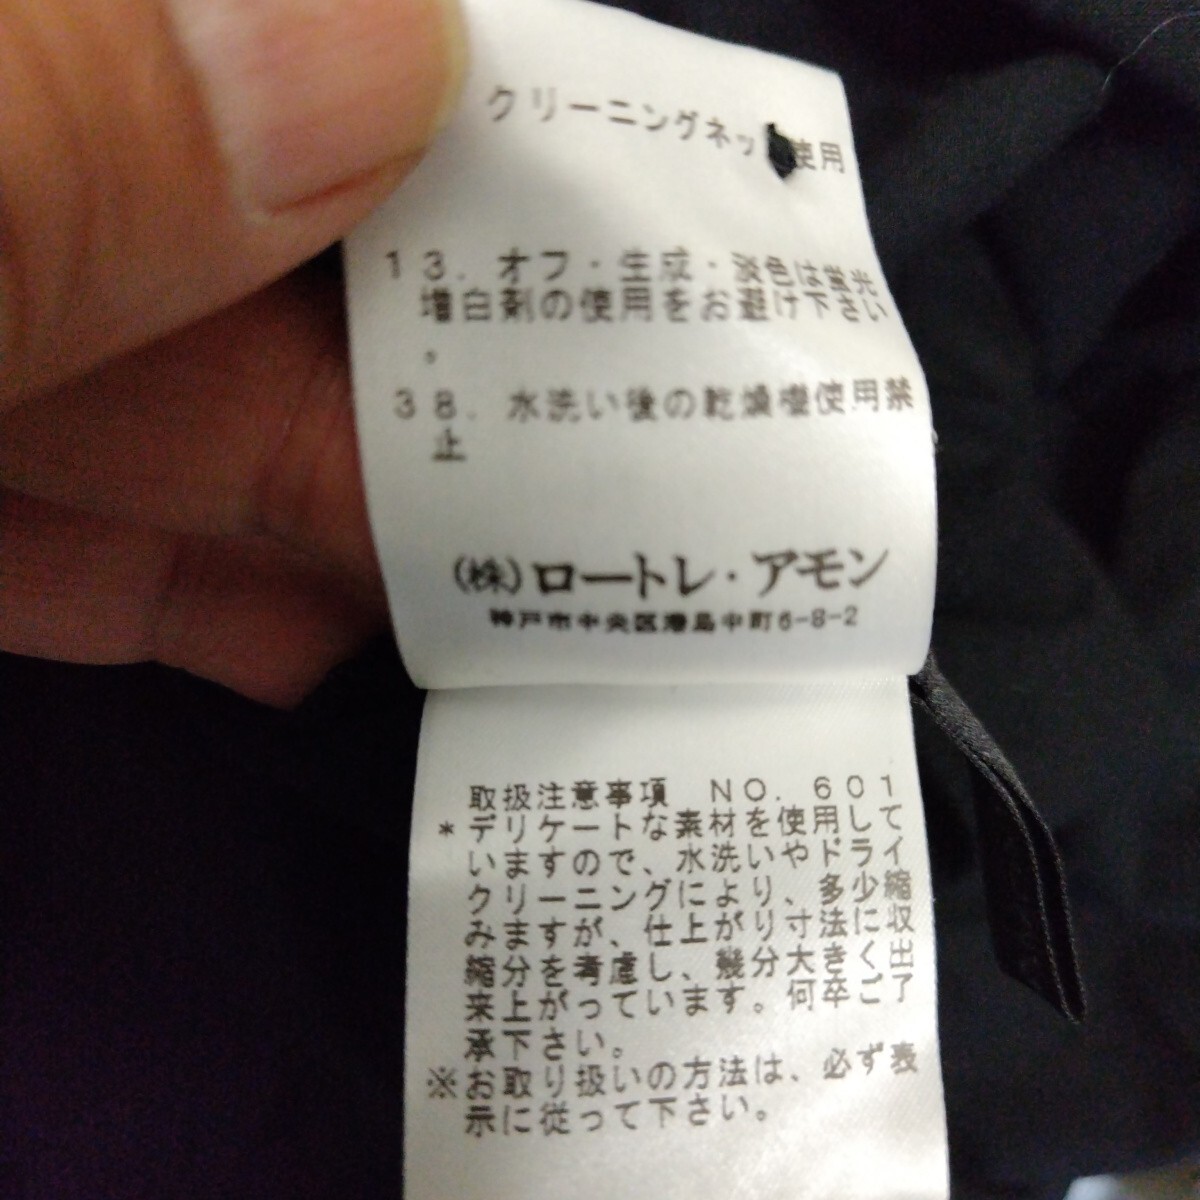 クリーニングネッ 使用
13．オフ・生成・淡色は蛍光
増白剤の使用をお避け下さい
。
38．水洗い後の乾燥機使用禁
止
(株)ロートレ・アモン
神戸市中央区港島中町6-8-2
取扱注意事項 NO．601
*デリケートな素材を使用して
いますので、水洗いやドライ
クリーニングにより、多少縮
みますが、仕上がり寸法に収
縮分を考慮し、幾分大きく出
来上がっています。何卒ご了
承下さい。
※お取り扱いの方法は、必ず表
示に従って下さい。